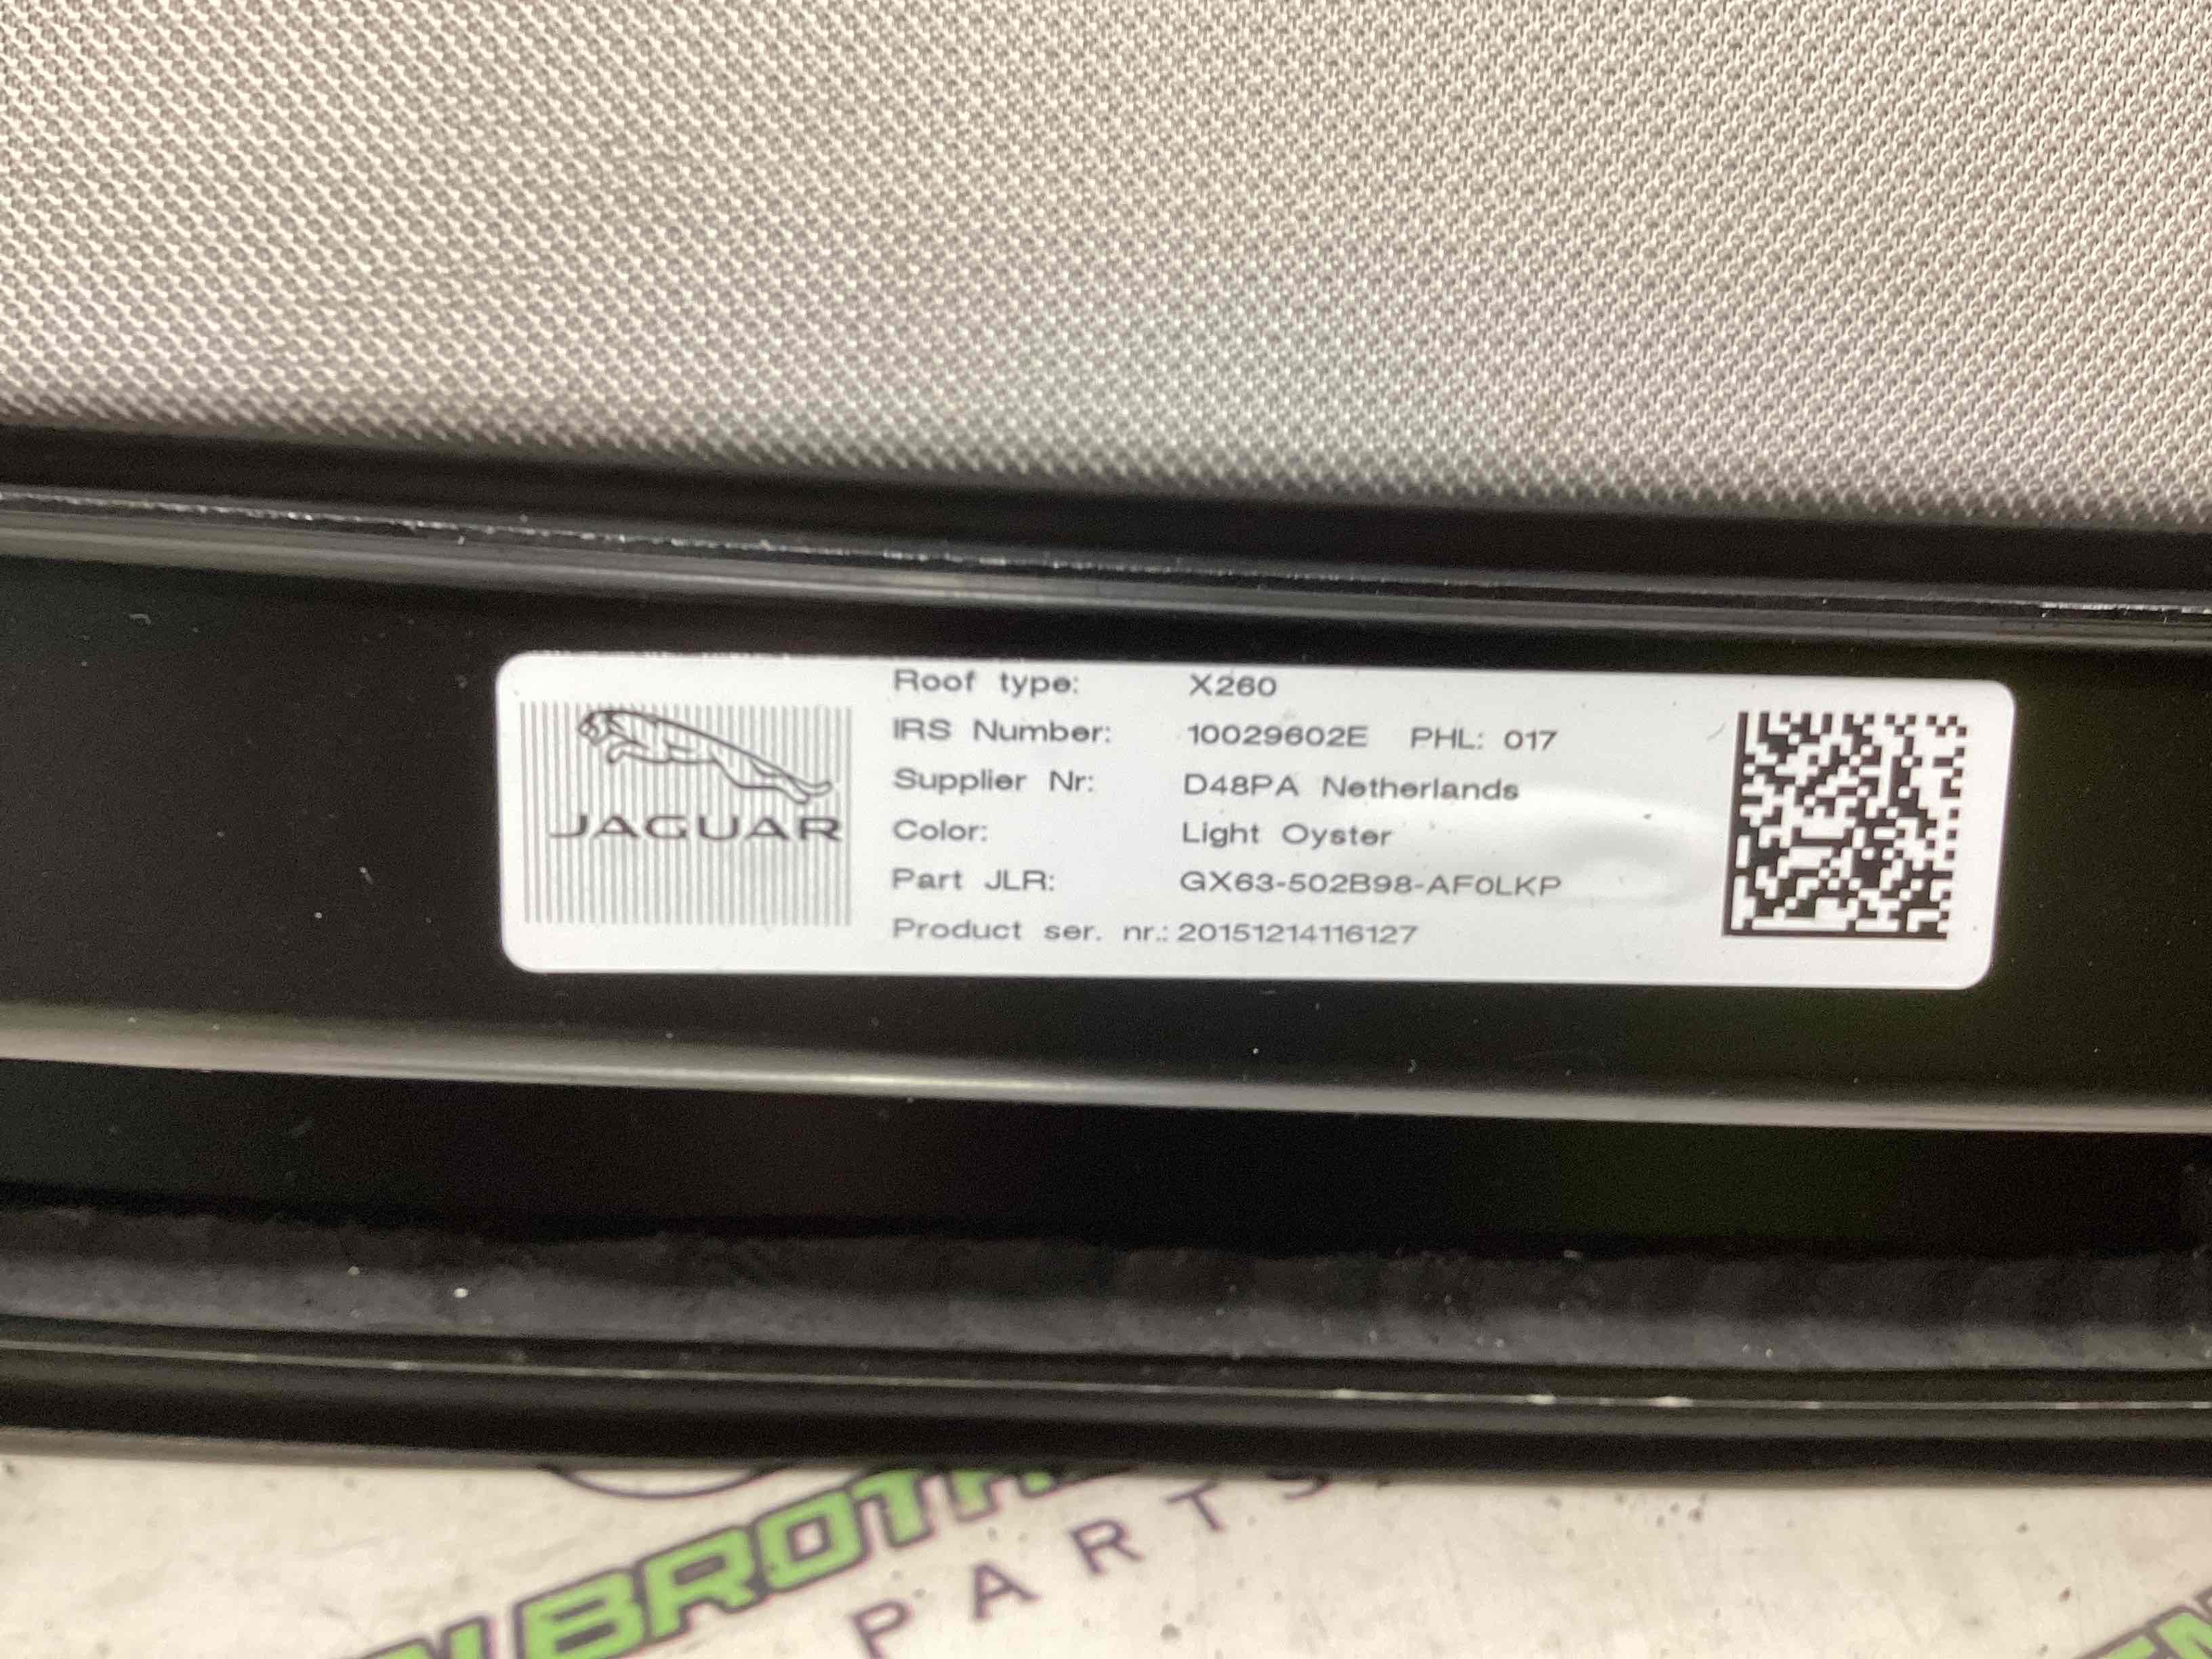 JAGUAR
Roof type: X260
IRS Number: 10029602E PHL: 017
Supplier Nr: D48PA Netherlands
Color: Light Oyster
Part JLR: GX63-502B98-AF0LKP
Product ser. nr.: 20151214116127
PARTS